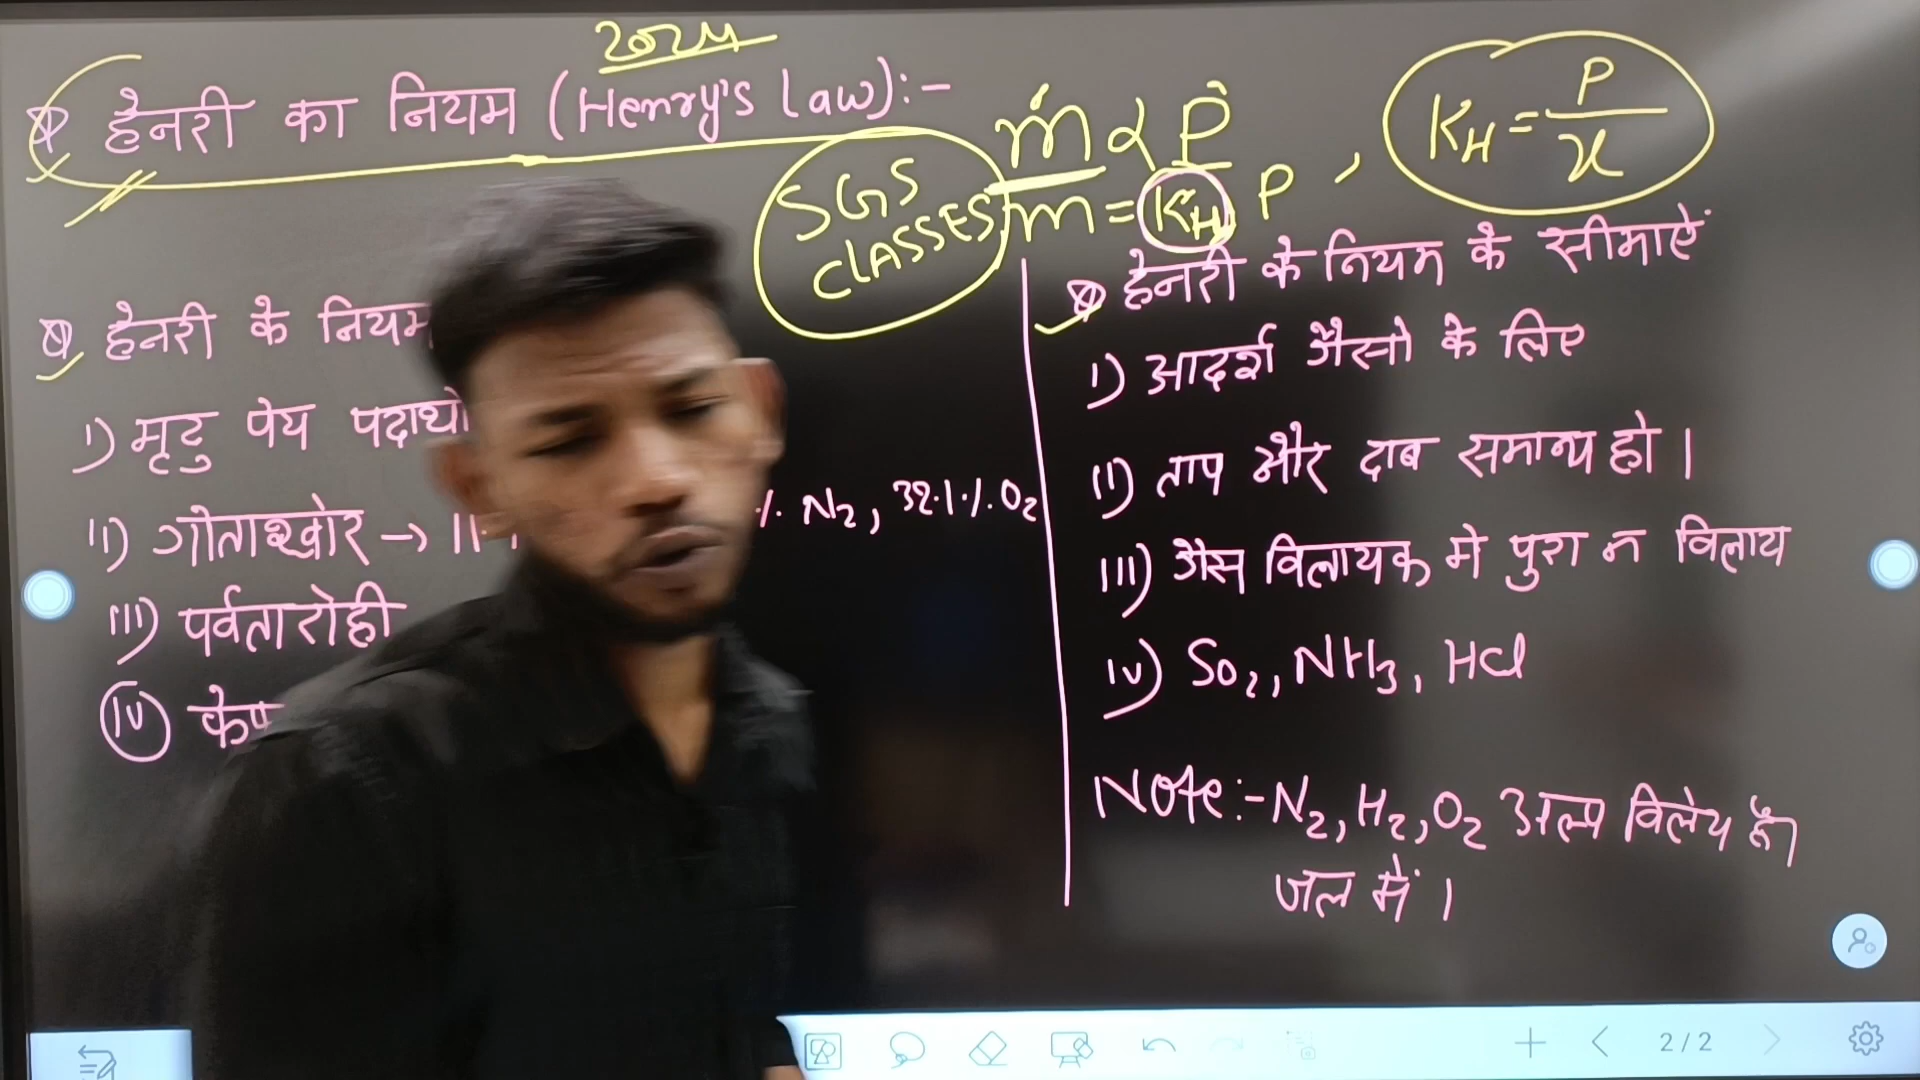 2024
हेनरी का नियम (Henry's Law):-
m ∝ P
m = KH P , KH = P/x
SGS
CLASSES
हेनरी के नियम
i) मृदु पेय पदार्थो
ii) गोताखोर → 11.
% N₂, 32.1% O₂
iii) पर्वतारोही
iv)
हेनरी के नियम के सीमाऐं
i) आदर्श गैसो के लिए
ii) ताप और दाब समान्य हो।
iii) गैस विलायक मे पुरा न विलाय
iv) SO₂, NH₃, HCl
Note:- N₂, H₂, O₂ अल्प विलेय है।
जल में।
2/2